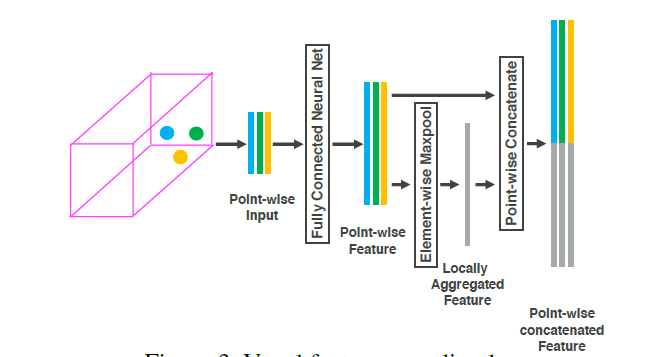 Point-wise
Input
Fully Connected Neural Net
Point-wise
Feature
Element-wise Maxpool
Locally
Aggregated
Feature
Point-wise Concatenate
Point-wise
concatenated
Feature